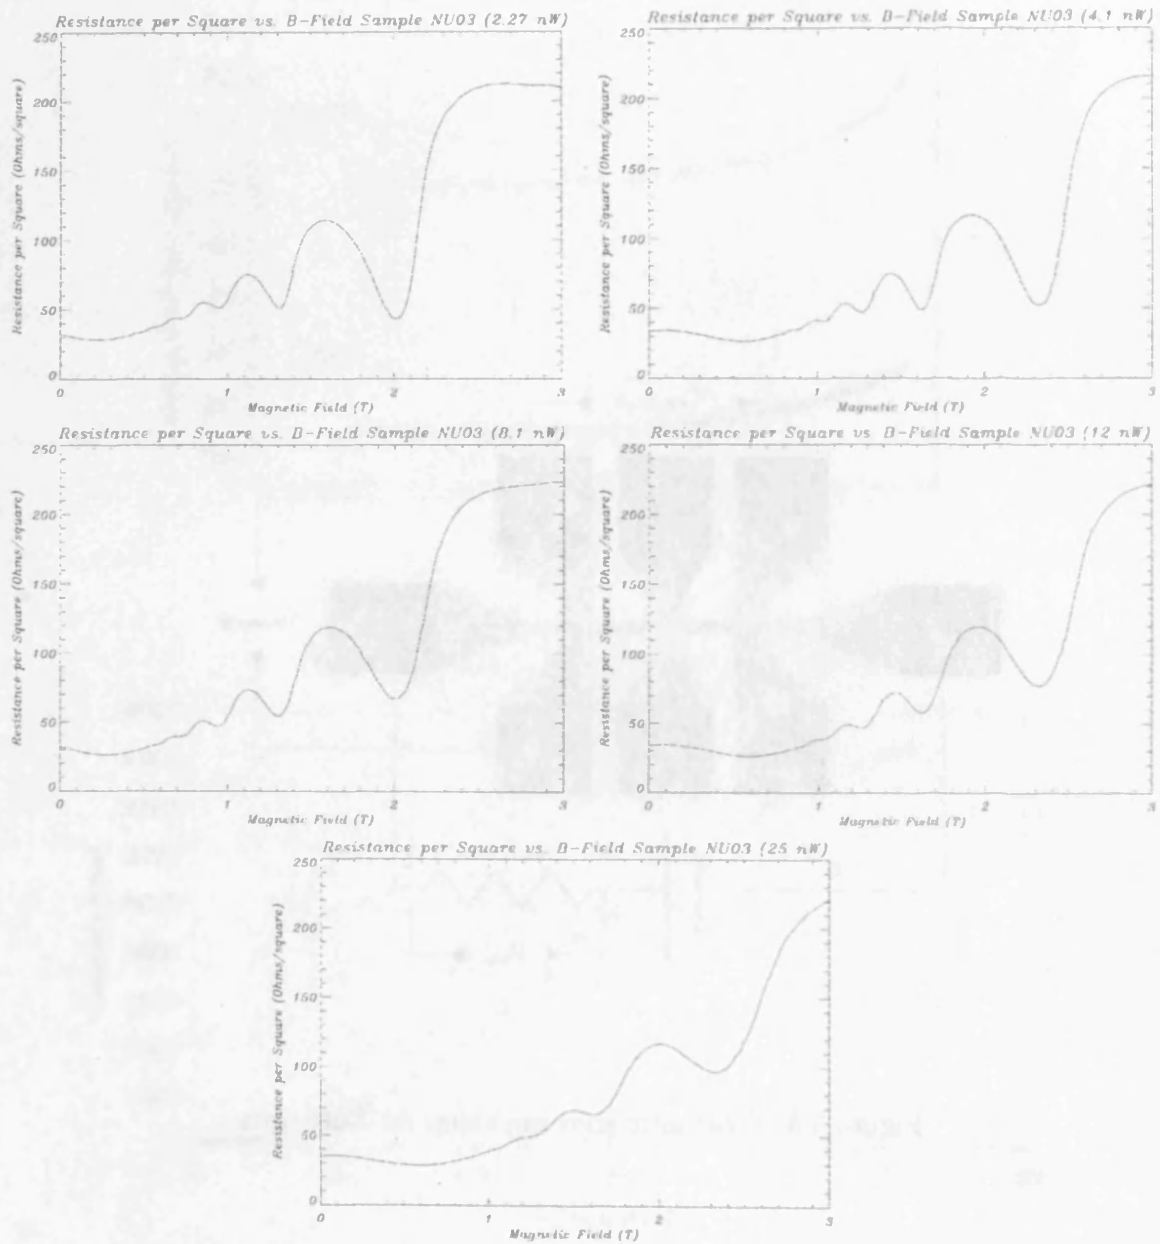 Resistance per Square vs. B-Field Sample NU03 (2.27 nW)
250
200
150
100
50
0
Resistance per Square (Ohms/square)
0 1 2 3
Magnetic Field (T)
Resistance per Square vs. B-Field Sample NU03 (4.1 nW)
250
200
150
100
50
0
Resistance per Square (Ohms/square)
0 1 2 3
Magnetic Field (T)
Resistance per Square vs. B-Field Sample NU03 (8.1 nW)
250
200
150
100
50
0
Resistance per Square (Ohms/square)
0 1 2 3
Magnetic Field (T)
Resistance per Square vs. B-Field Sample NU03 (12 nW)
250
200
150
100
50
0
Resistance per Square (Ohms/square)
0 1 2 3
Magnetic Field (T)
Resistance per Square vs. B-Field Sample NU03 (25 nW)
250
200
150
100
50
0
Resistance per Square (Ohms/square)
0 1 2 3
Magnetic Field (T)